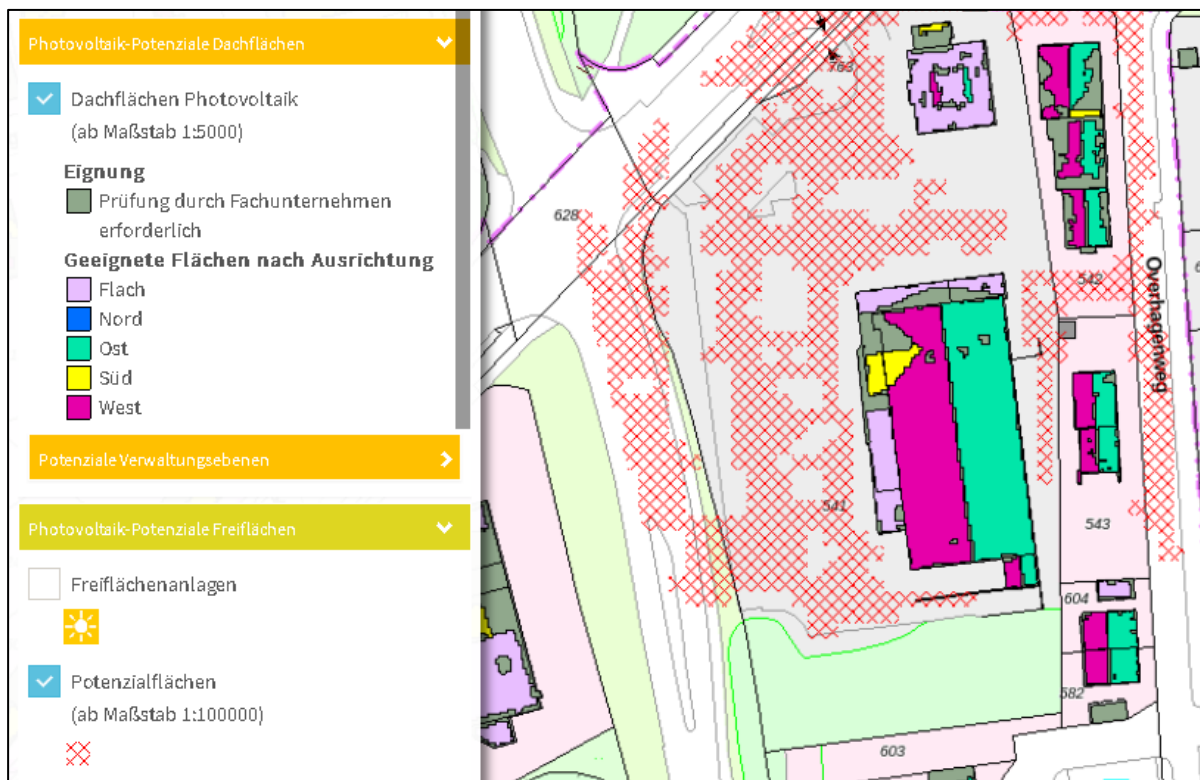 Photovoltaik-Potenziale Dachflächen
Dachflächen Photovoltaik
(ab Maßstab 1:5000)
Eignung
Prüfung durch Fachunternehmen
erforderlich
Geeignete Flächen nach Ausrichtung
Flach
Nord
Ost
Süd
West
Potenziale Verwaltungsebenen
Photovoltaik-Potenziale Freiflächen
Freiflächenanlagen
Potenzialflächen
(ab Maßstab 1:100000)
763
628
542
Overhagenweg
541
543
604
582
603